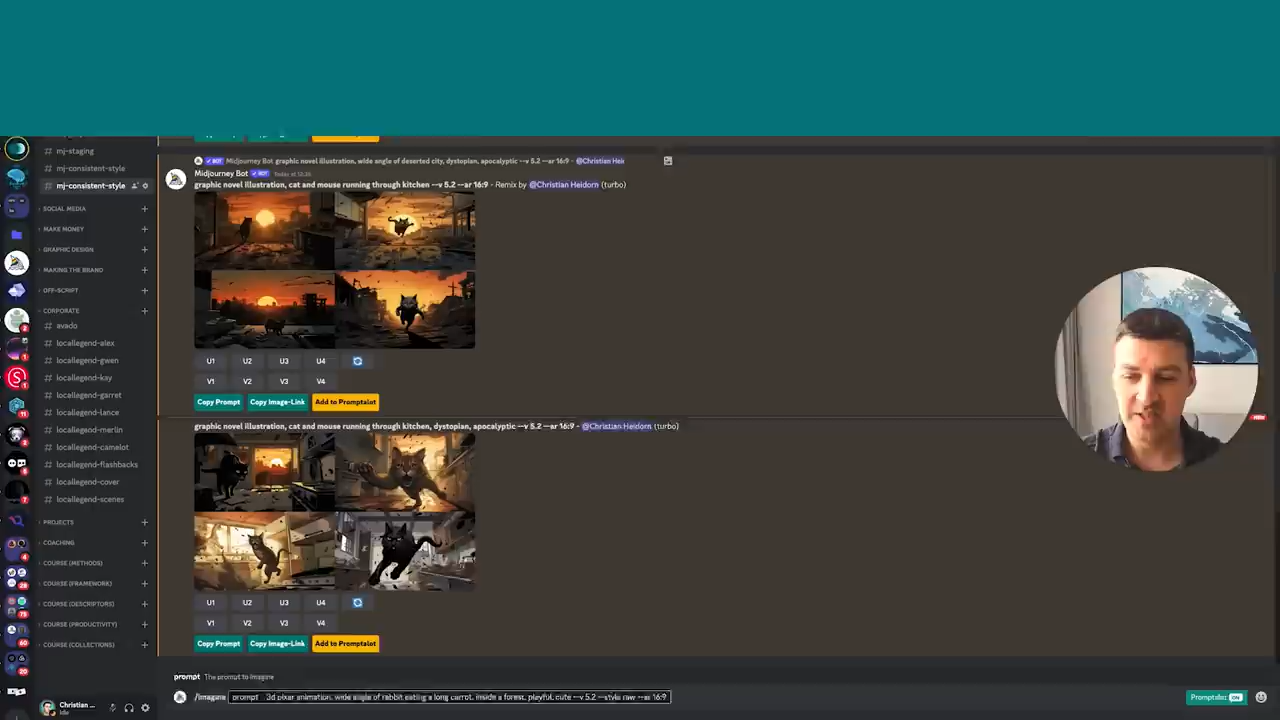 mj-staging
mj-consistent-style
mj-consistent-style
SOCIAL MEDIA
MAKE MONEY
GRAPHIC DESIGN
MAKING THE BRAND
OFF-SCRIPT
CORPORATE
avado
locallegend-alex
locallegend-gwen
locallegend-kay
locallegend-garret
locallegend-lance
locallegend-merlin
locallegend-camelot
locallegend-flashbacks
locallegend-cover
locallegend-scenes
PROJECTS
COACHING
COURSE (METHODS)
COURSE (FRAMEWORK)
COURSE (DESCRIPTORS)
COURSE (PRODUCTIVITY)
COURSE (COLLECTIONS)
Christian ...
Idle
BOT Midjourney Bot graphic novel illustration, wide angle of deserted city, dystopian, apocalyptic --v 5.2 --ar 16:9 - @Christian Hei
Midjourney Bot BOT Today at
graphic novel illustration, cat and mouse running through kitchen --v 5.2 --ar 16:9 - Remix by @Christian Heidorn (turbo)
U1 U2 U3 U4
V1 V2 V3 V4
Copy Prompt Copy Image-Link Add to Promptalot
NEW
graphic novel illustration, cat and mouse running through kitchen, dystopian, apocalyptic --v 5.2 --ar 16:9 - @Christian Heidorn (turbo)
U1 U2 U3 U4
V1 V2 V3 V4
Copy Prompt Copy Image-Link Add to Promptalot
prompt The prompt to imagine
/imagine prompt 3d pixar animation, wide angle of rabbit eating a long carrot, inside a forest, playful, cute --v 5.2 --style raw --ar 16:9
ON